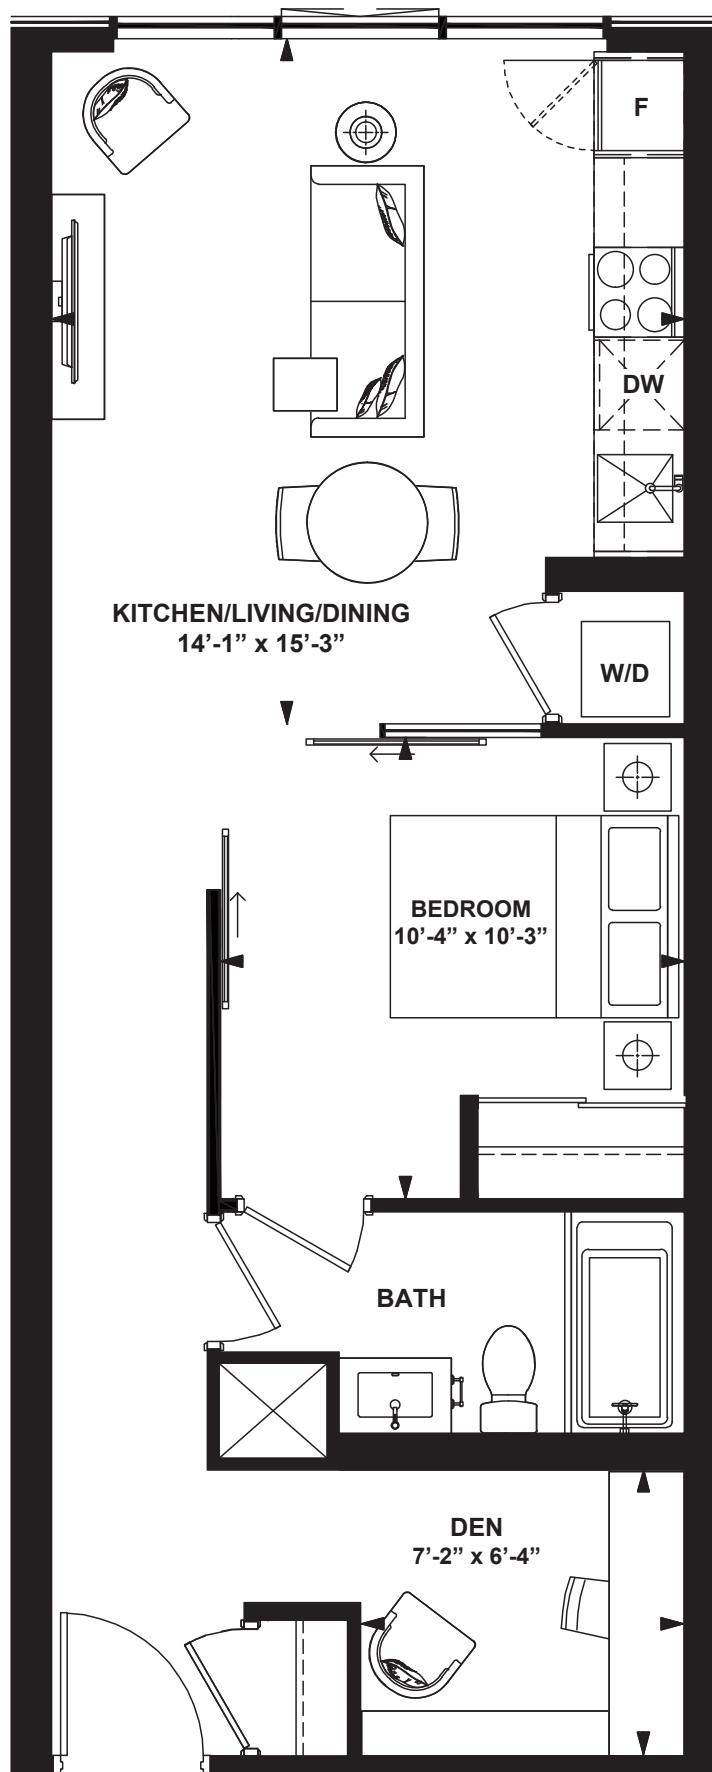 F
DW
KITCHEN/LIVING/DINING
14’-1” x 15’-3”
W/D
BEDROOM
10’-4” x 10’-3”
BATH
DEN
7’-2” x 6’-4”